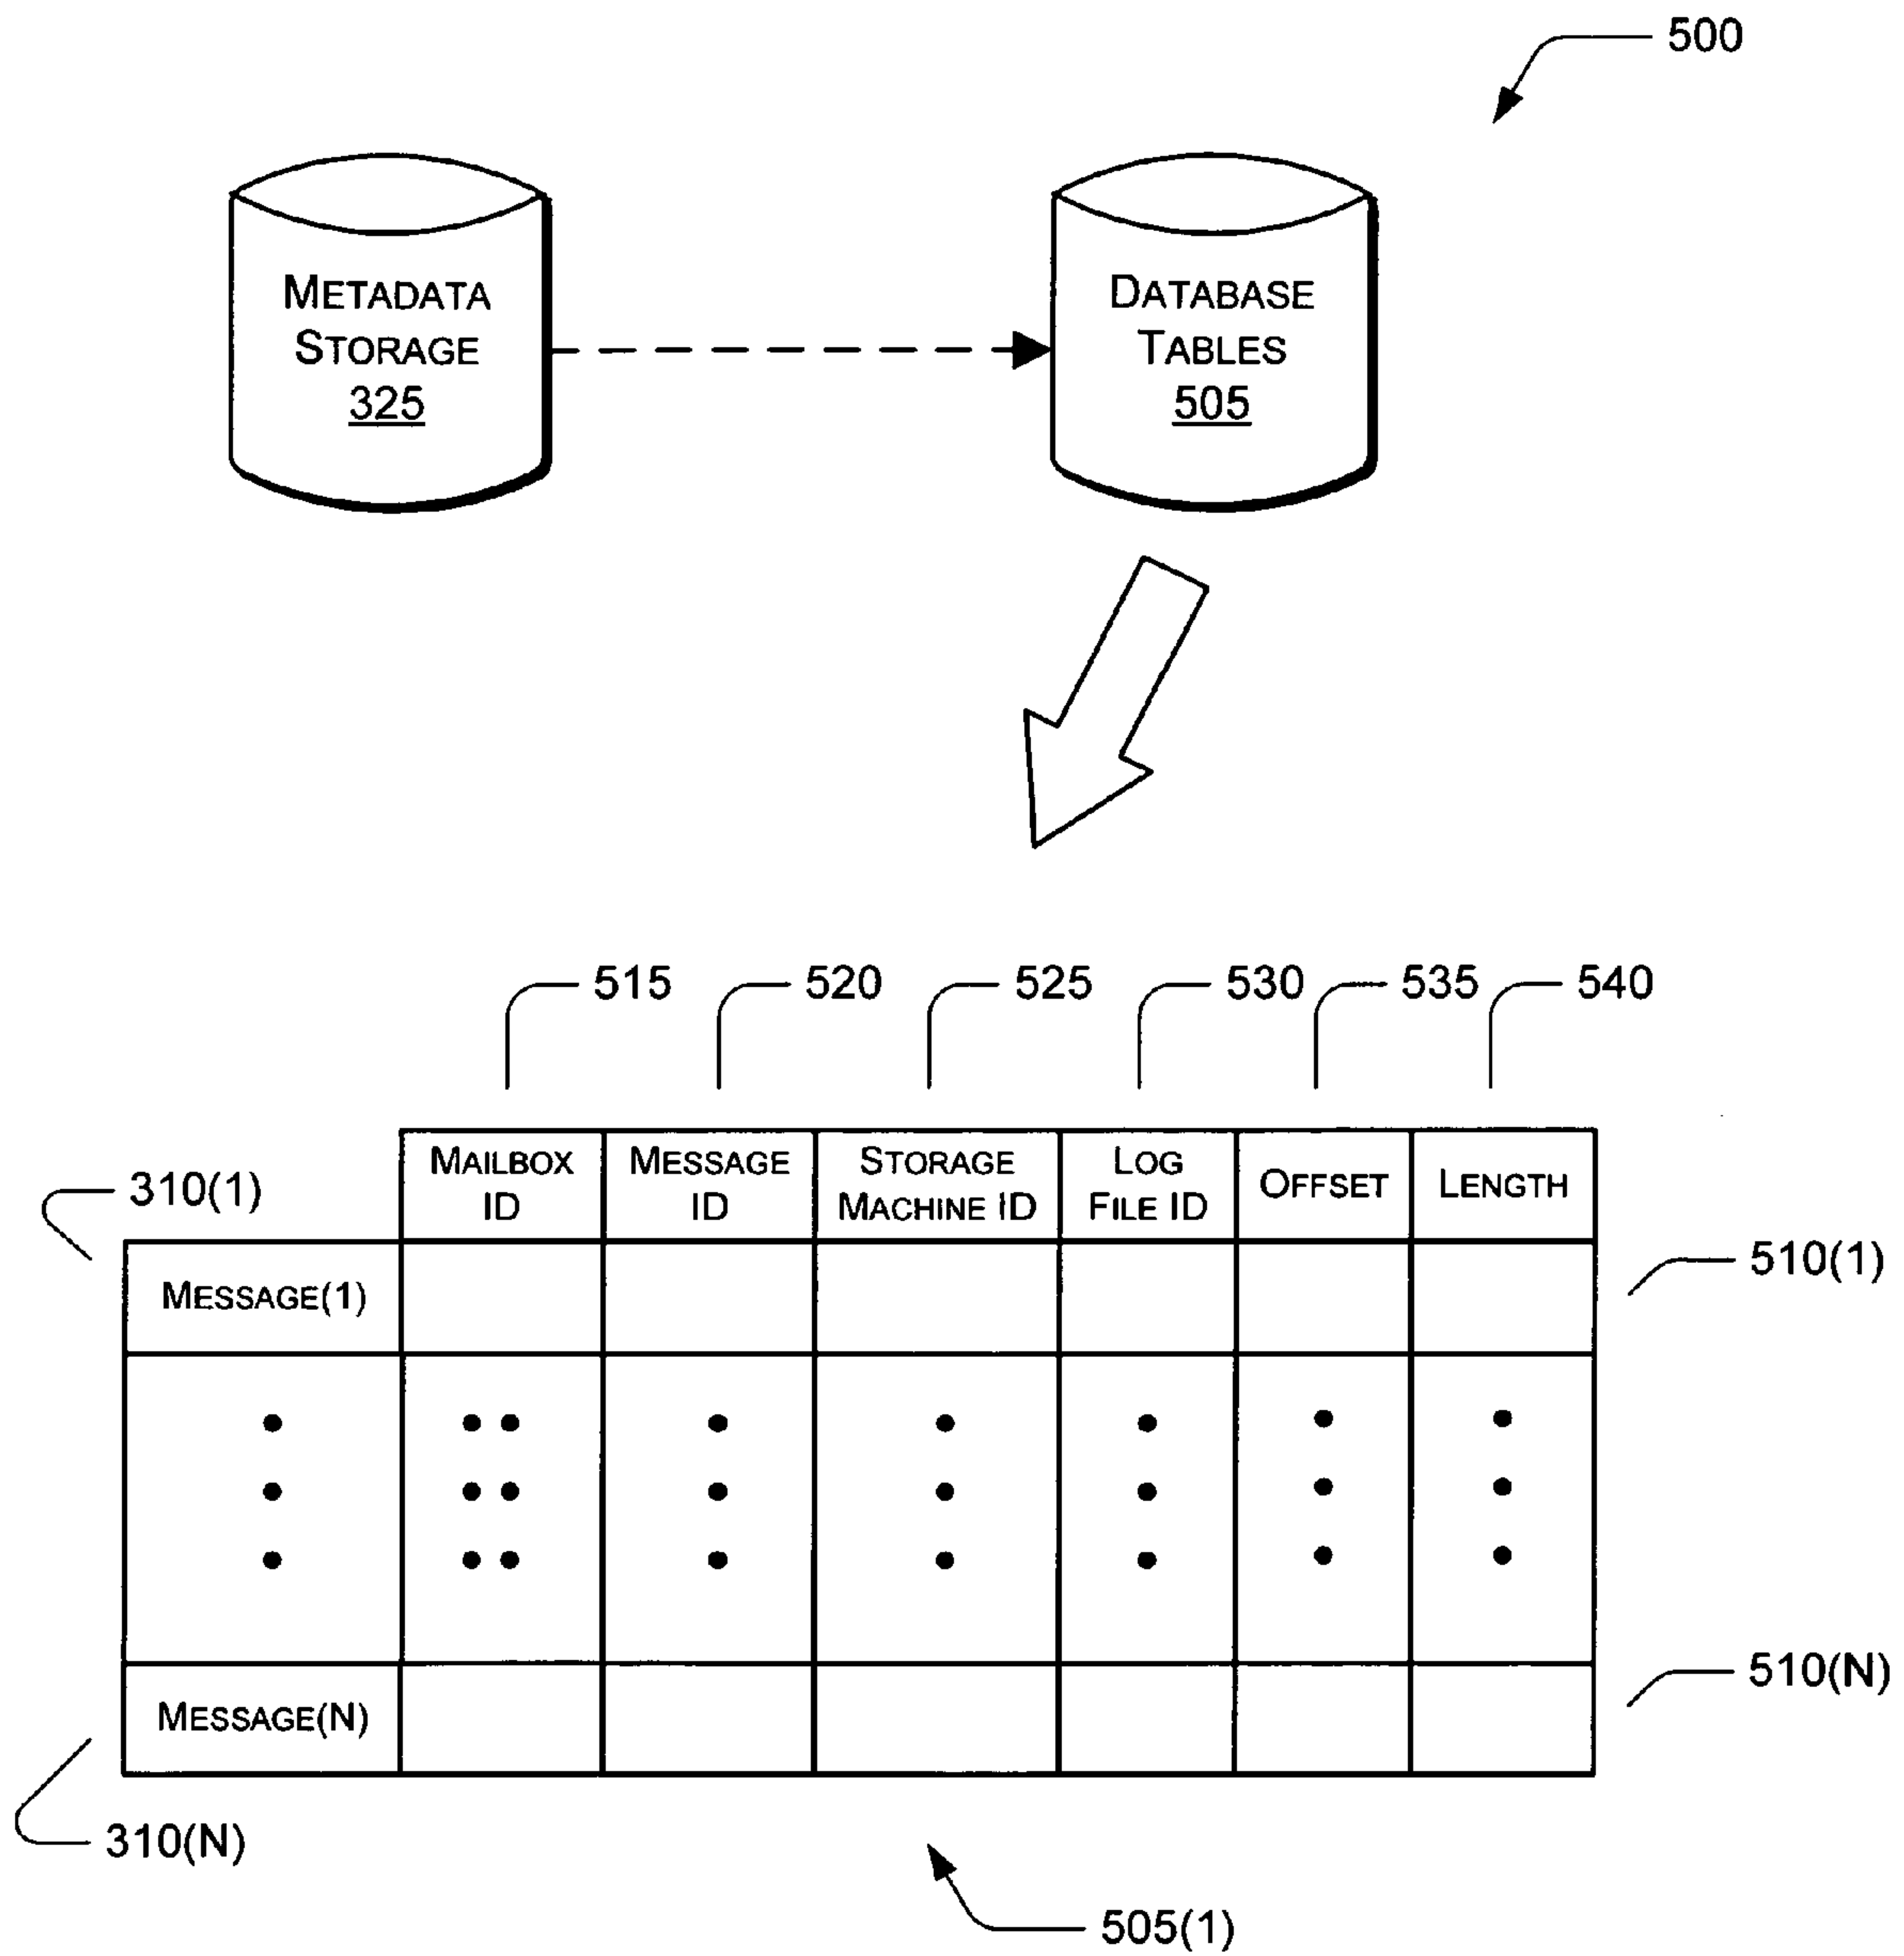 500
METADATA
STORAGE
325
DATABASE
TABLES
505
515 520 525 530 535 540
MAILBOX ID
MESSAGE ID
STORAGE MACHINE ID
LOG FILE ID
OFFSET
LENGTH
310(1)
MESSAGE(1)
510(1)
MESSAGE(N)
510(N)
310(N)
505(1)